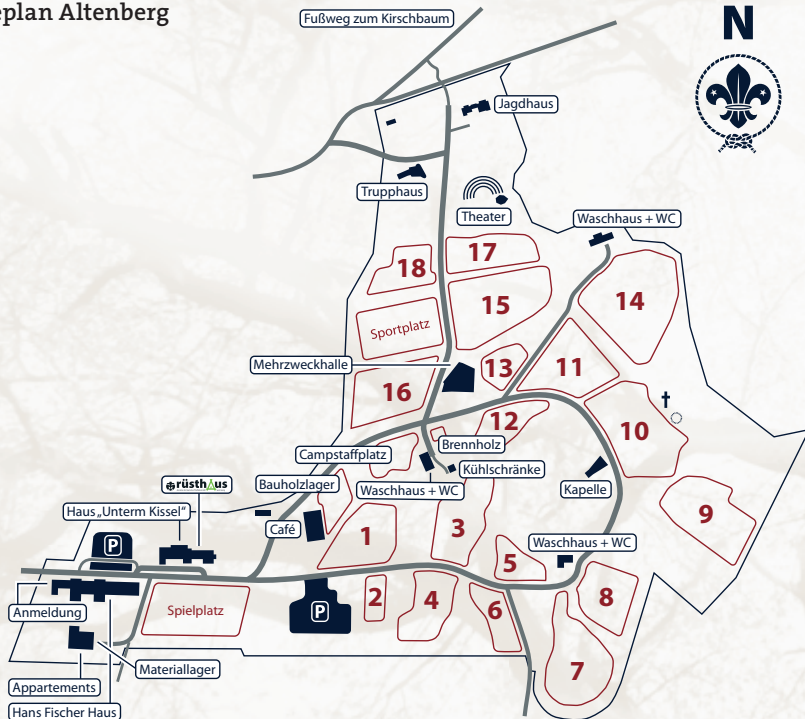 eplan Altenberg
Fußweg zum Kirschbaum
N
Jagdhaus
Trupphaus
Theater
Waschhaus + WC
17
18
14
15
Sportplatz
Mehrzweckhalle
13
11
16
12
10
Brennholz
Campstaffplatz
Kühlschränke
rüsthaus
Bauholzlager
Waschhaus + WC
Kapelle
Haus „Unterm Kissel"
9
Café
1
3
Waschhaus + WC
P
5
8
2
4
Anmeldung
Spielplatz
P
6
7
Materiallager
Appartements
Hans Fischer Haus